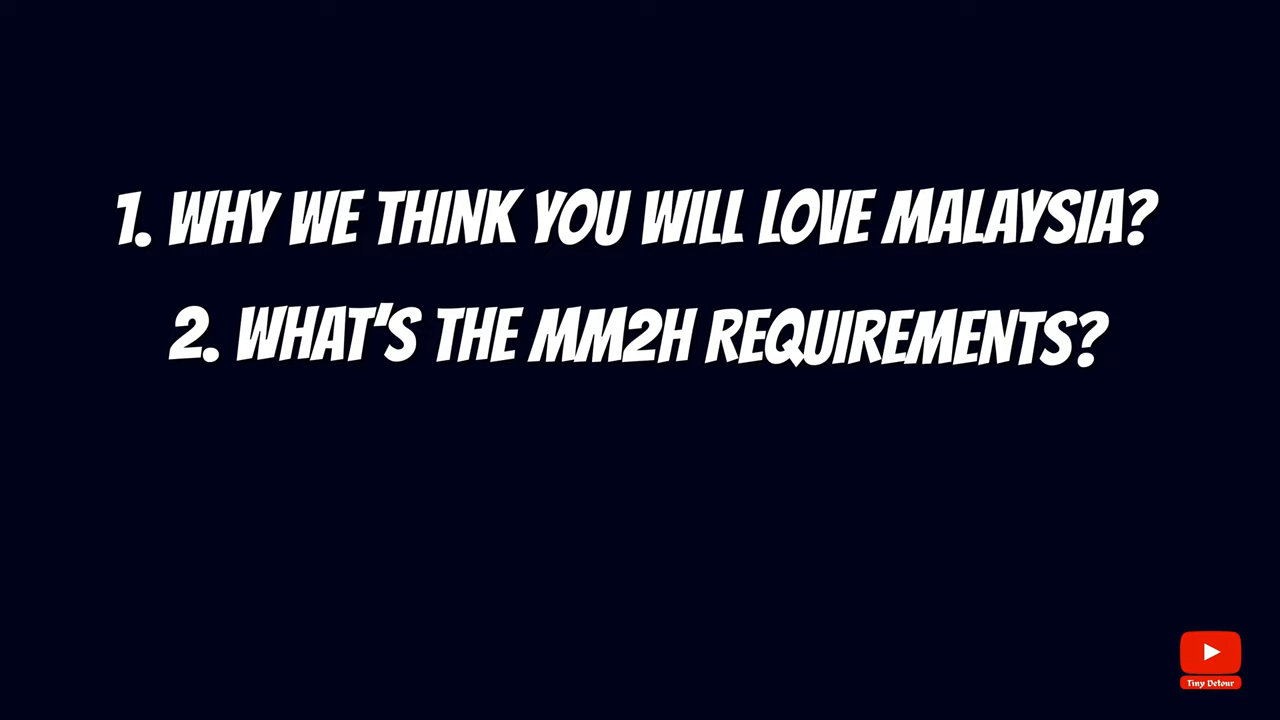 1. WHY WE THINK YOU WILL LOVE MALAYSIA?
2. WHAT'S THE MM2H REQUIREMENTS?
Tiny Detour